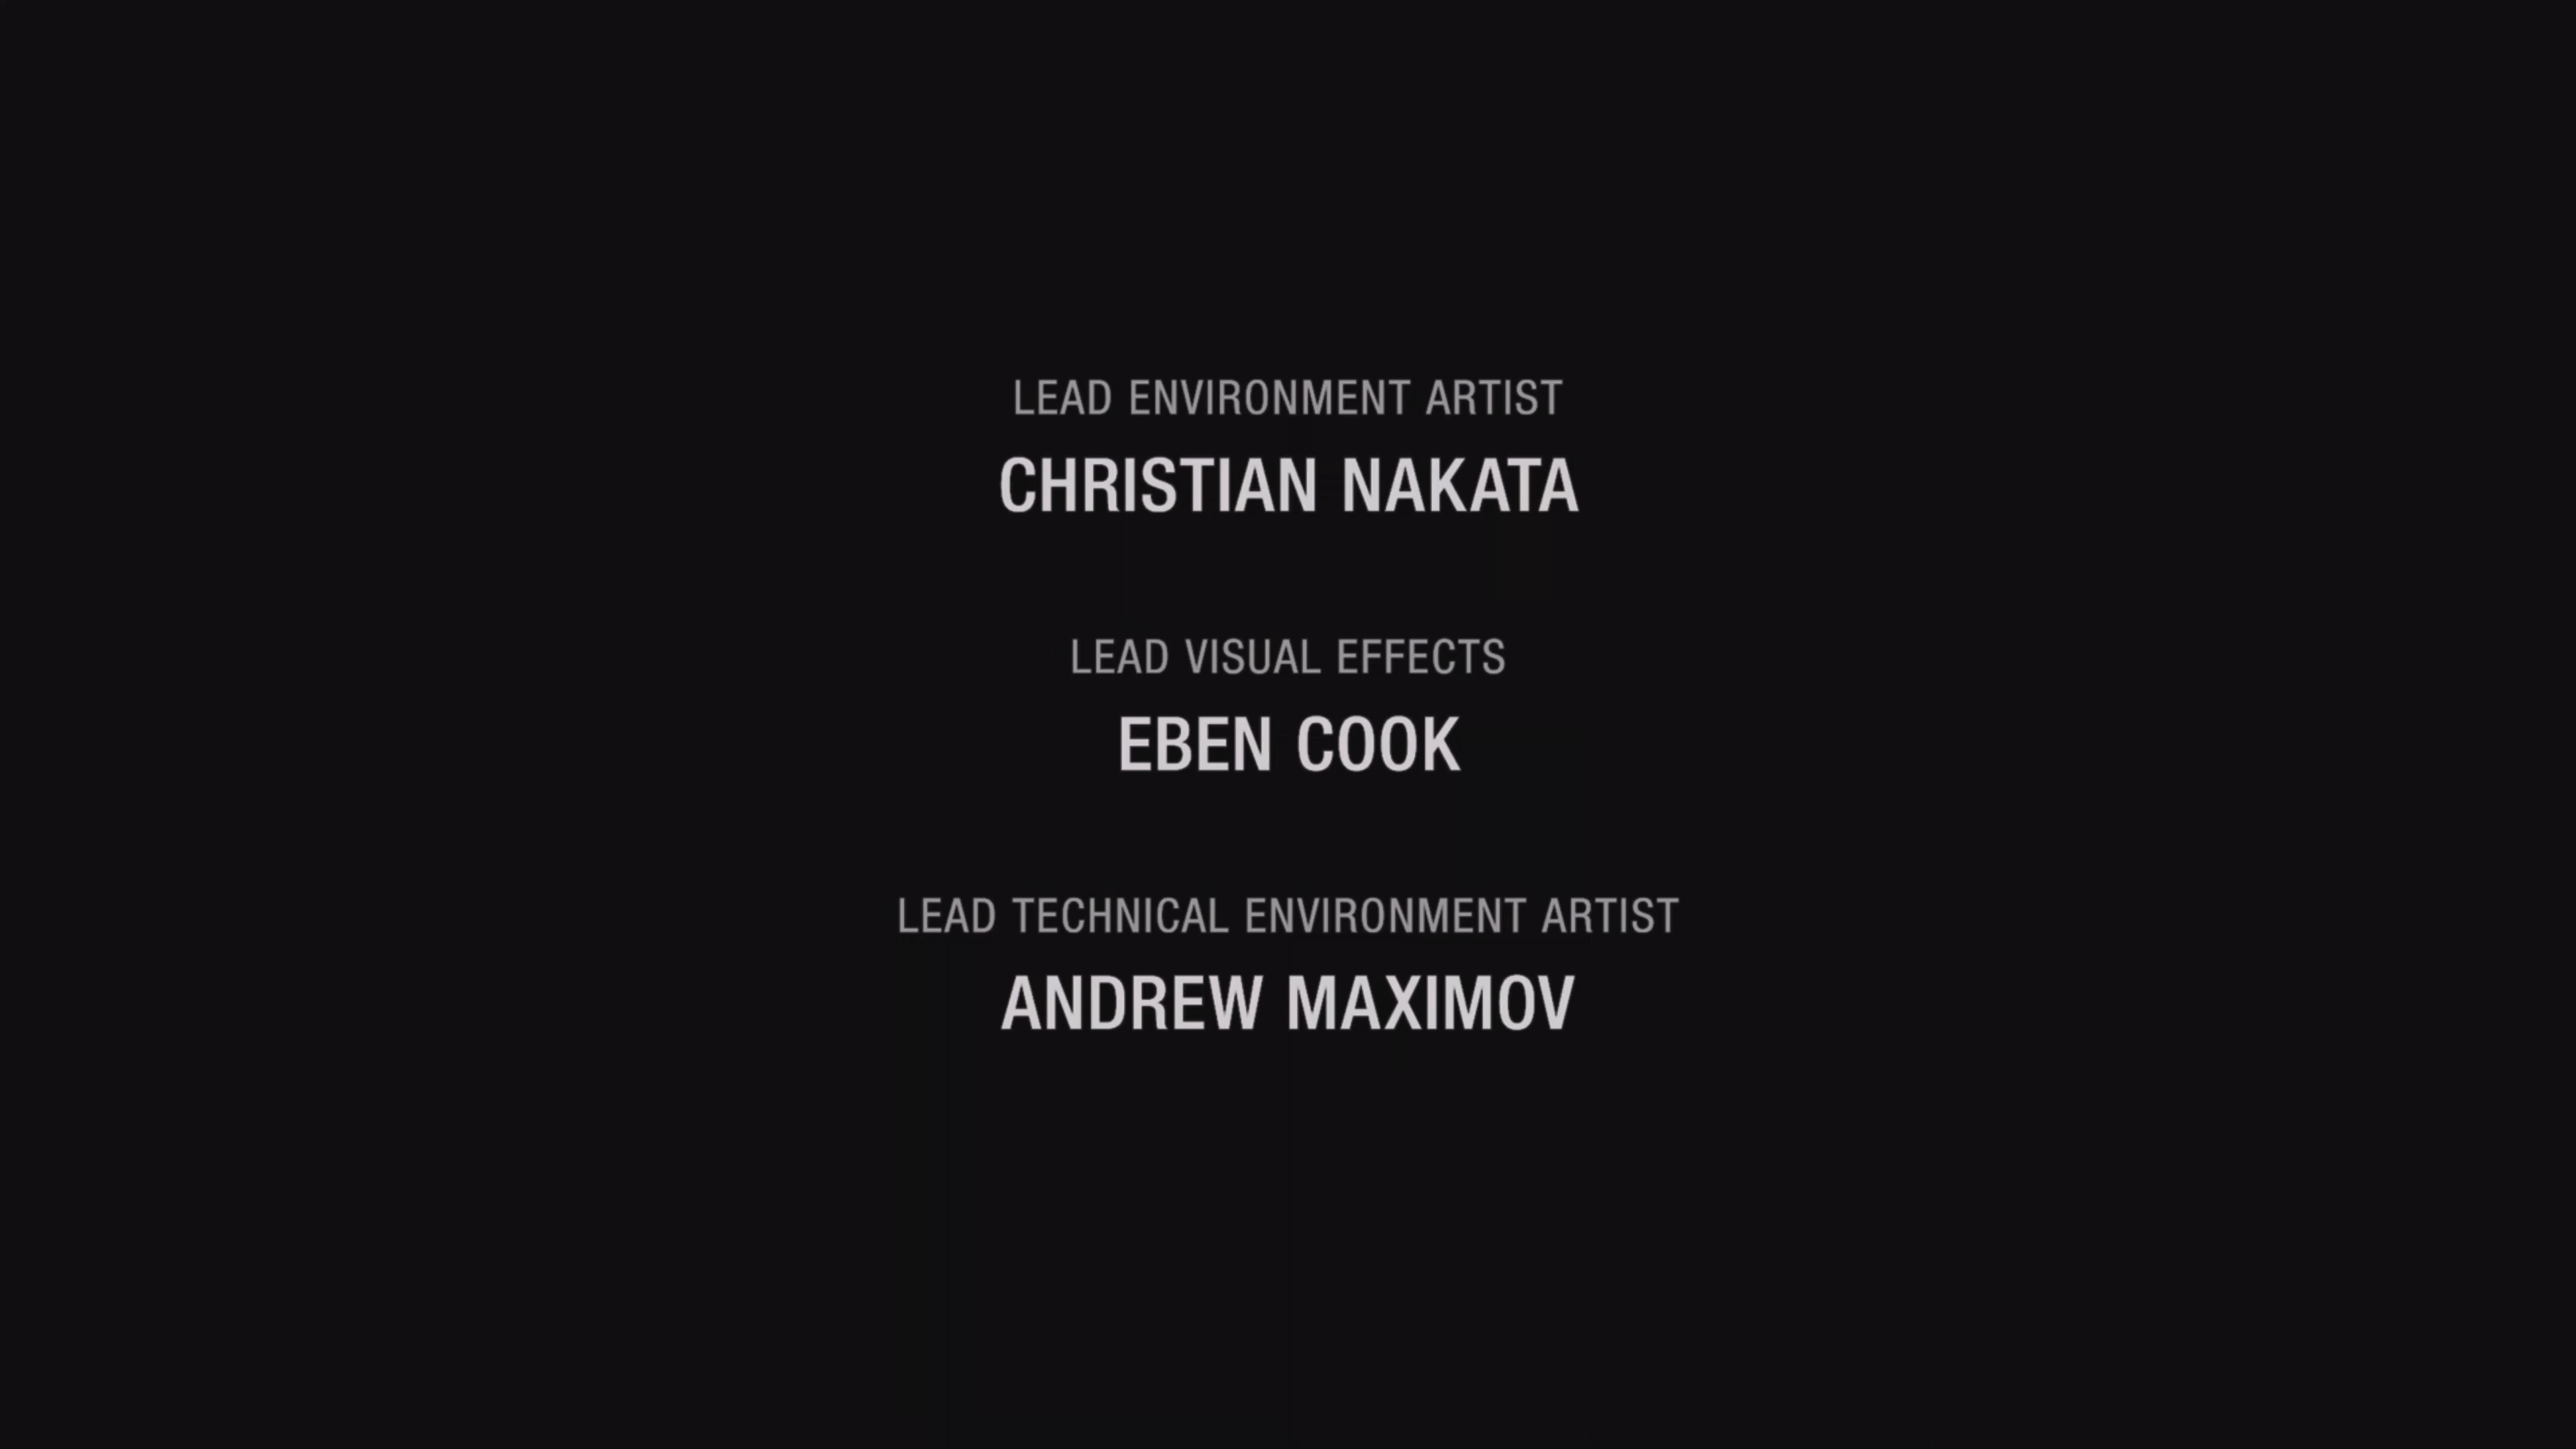 LEAD ENVIRONMENT ARTIST
CHRISTIAN NAKATA
LEAD VISUAL EFFECTS
EBEN COOK
LEAD TECHNICAL ENVIRONMENT ARTIST
ANDREW MAXIMOV